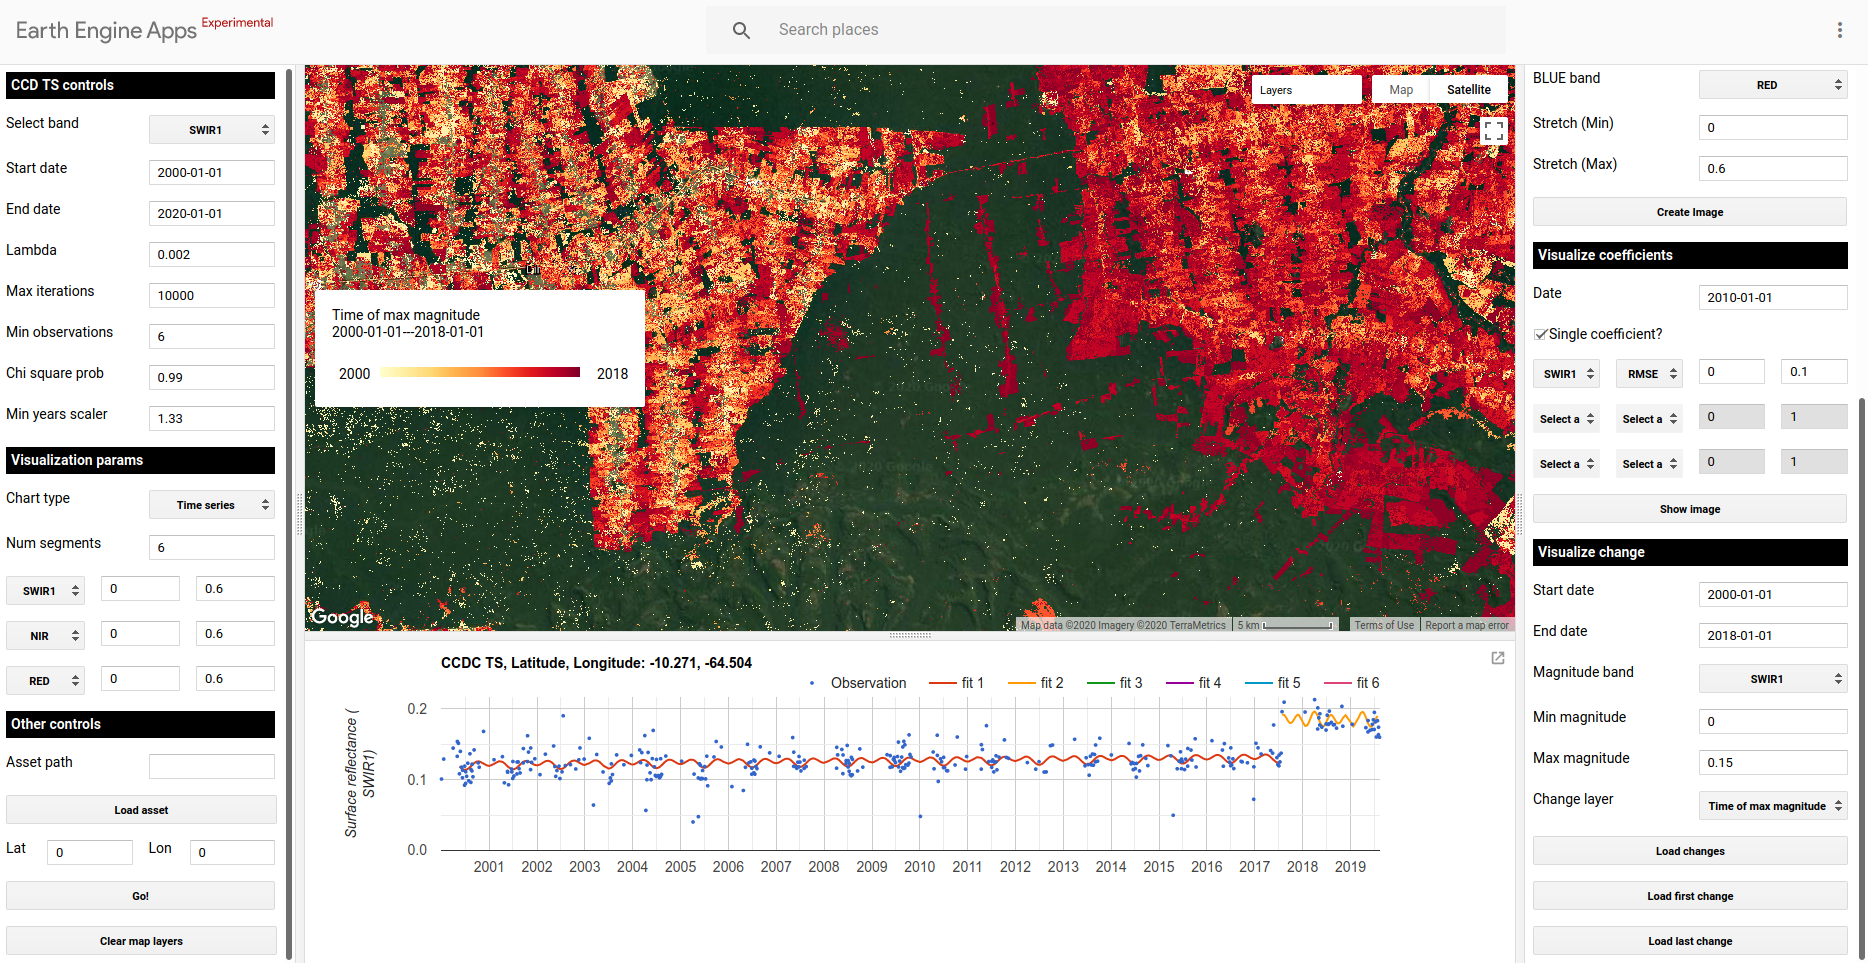 Earth Engine Apps Experimental
Search places
CCD TS controls
Select band SWIR1
Start date 2000-01-01
End date 2020-01-01
Lambda 0.002
Max iterations 10000
Min observations 6
Chi square prob 0.99
Min years scaler 1.33
Visualization params
Chart type Time series
Num segments 6
SWIR1 0 0.6
NIR 0 0.6
RED 0 0.6
Other controls
Asset path
Load asset
Lat 0 Lon 0
Go!
Clear map layers
Layers
Map Satellite
Time of max magnitude
2000-01-01---2018-01-01
2000 2018
Google
Map data ©2020 Imagery ©2020 TerraMetrics 5 km Terms of Use Report a map error
CCDC TS, Latitude, Longitude: -10.271, -64.504
Observation fit 1 fit 2 fit 3 fit 4 fit 5 fit 6
Surface reflectance (
SWIR1)
0.2
0.1
0.0
2001 2002 2003 2004 2005 2006 2007 2008 2009 2010 2011 2012 2013 2014 2015 2016 2017 2018 2019
BLUE band RED
Stretch (Min) 0
Stretch (Max) 0.6
Create Image
Visualize coefficients
Date 2010-01-01
Single coefficient?
SWIR1 RMSE 0 0.1
Select a Select a 0 1
Select a Select a 0 1
Show image
Visualize change
Start date 2000-01-01
End date 2018-01-01
Magnitude band SWIR1
Min magnitude 0
Max magnitude 0.15
Change layer Time of max magnitude
Load changes
Load first change
Load last change